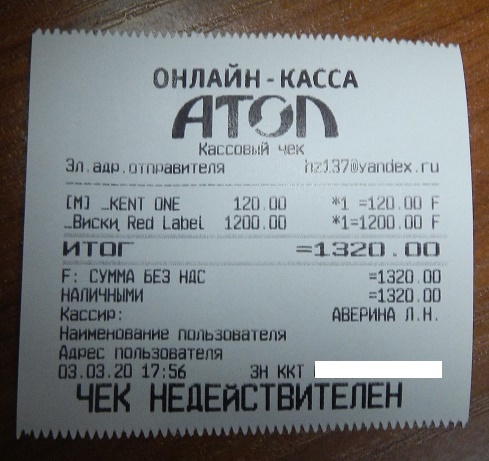 ОНЛАЙН-КАССА
АТОЛ
Кассовый чек
Эл.адр.отправителя hz137@yandex.ru
[M] _KENT ONE 120.00 *1 =120.00 F
_Виски Red Label 1200.00 *1=1200.00 F
ИТОГ =1320.00
F: СУММА БЕЗ НДС =1320.00
НАЛИЧНЫМИ =1320.00
Кассир: АВЕРИНА Л.Н.
Наименование пользователя
Адрес пользователя
03.03.20 17:56 ЗН ККТ
ЧЕК НЕДЕЙСТВИТЕЛЕН